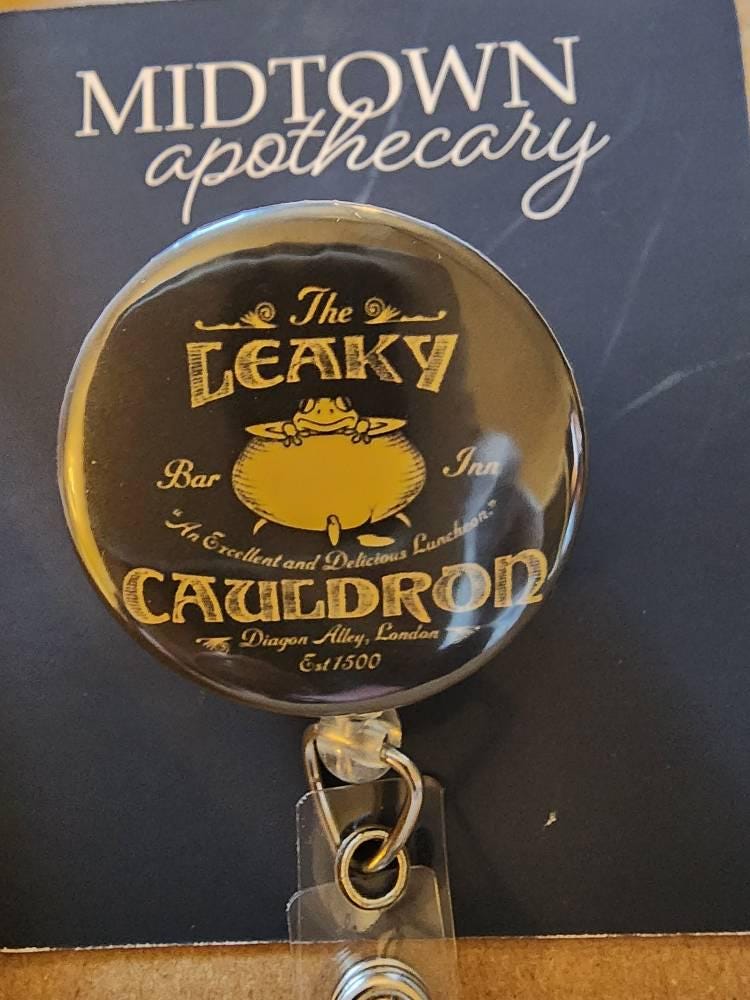 MIDTOWN
apothecary
The
LEAKY
Bar Inn
"An Excellent and Delicious Luncheon."
CAULDRON
Diagon Alley, London
Est 1500